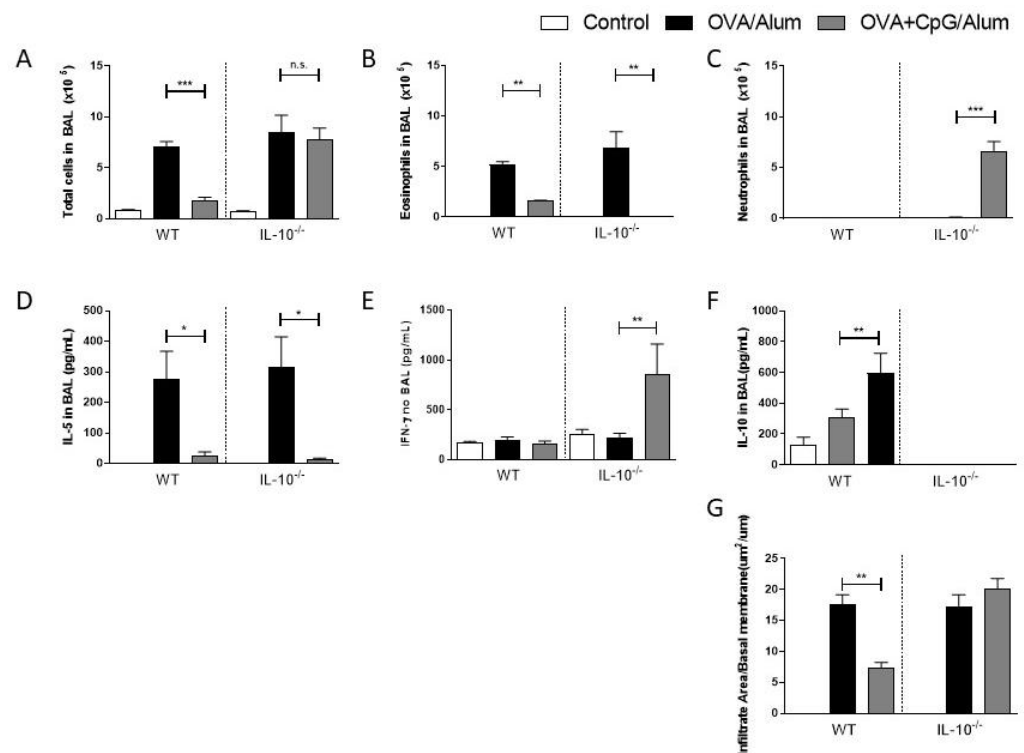 Control OVA/Alum OVA+CpG/Alum
A
Total cells in BAL (x10⁵)
15
10
5
0
***
n.s.
WT IL-10-/-
B
Eosinophils in BAL (x10⁵)
15
10
5
0
**
**
WT IL-10-/-
C
Neutrophils in BAL (x10⁵)
15
10
5
0
***
WT IL-10-/-
D
IL-5 in BAL (pg/mL)
500
400
300
200
100
0
*
*
WT IL-10-/-
E
IFN-γ no BAL (pg/mL)
1500
1000
500
0
**
WT IL-10-/-
F
IL-10 in BAL(pg/mL)
1000
800
600
400
200
0
**
WT IL-10-/-
G
nfiltrate Area/Basal membrane(um²/um)
25
20
15
10
5
0
**
WT IL-10-/-